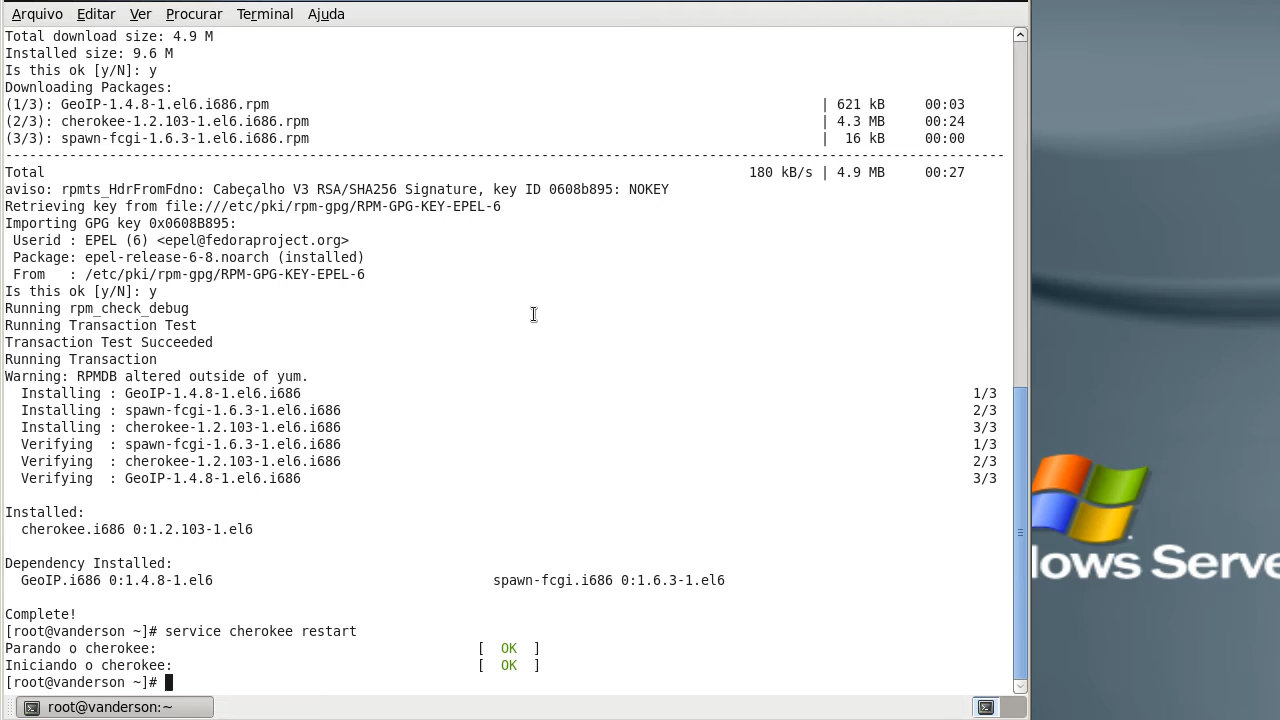 Arquivo Editar Ver Procurar Terminal Ajuda
Total download size: 4.9 M
Installed size: 9.6 M
Is this ok [y/N]: y
Downloading Packages:
(1/3): GeoIP-1.4.8-1.el6.i686.rpm | 621 kB 00:03
(2/3): cherokee-1.2.103-1.el6.i686.rpm | 4.3 MB 00:24
(3/3): spawn-fcgi-1.6.3-1.el6.i686.rpm | 16 kB 00:00
--------------------------------------------------------------------------------
Total 180 kB/s | 4.9 MB 00:27
aviso: rpmts_HdrFromFdno: Cabeçalho V3 RSA/SHA256 Signature, key ID 0608b895: NOKEY
Retrieving key from file:///etc/pki/rpm-gpg/RPM-GPG-KEY-EPEL-6
Importing GPG key 0x0608B895:
Userid : EPEL (6) <epel@fedoraproject.org>
Package: epel-release-6-8.noarch (installed)
From : /etc/pki/rpm-gpg/RPM-GPG-KEY-EPEL-6
Is this ok [y/N]: y
Running rpm_check_debug
Running Transaction Test
Transaction Test Succeeded
Running Transaction
Warning: RPMDB altered outside of yum.
Installing : GeoIP-1.4.8-1.el6.i686 1/3
Installing : spawn-fcgi-1.6.3-1.el6.i686 2/3
Installing : cherokee-1.2.103-1.el6.i686 3/3
Verifying : spawn-fcgi-1.6.3-1.el6.i686 1/3
Verifying : cherokee-1.2.103-1.el6.i686 2/3
Verifying : GeoIP-1.4.8-1.el6.i686 3/3
Installed:
cherokee.i686 0:1.2.103-1.el6
Dependency Installed:
GeoIP.i686 0:1.4.8-1.el6 spawn-fcgi.i686 0:1.6.3-1.el6
Complete!
[root@vanderson ~]# service cherokee restart
Parando o cherokee: [ OK ]
Iniciando o cherokee: [ OK ]
[root@vanderson ~]#
root@vanderson:~
lows Serve